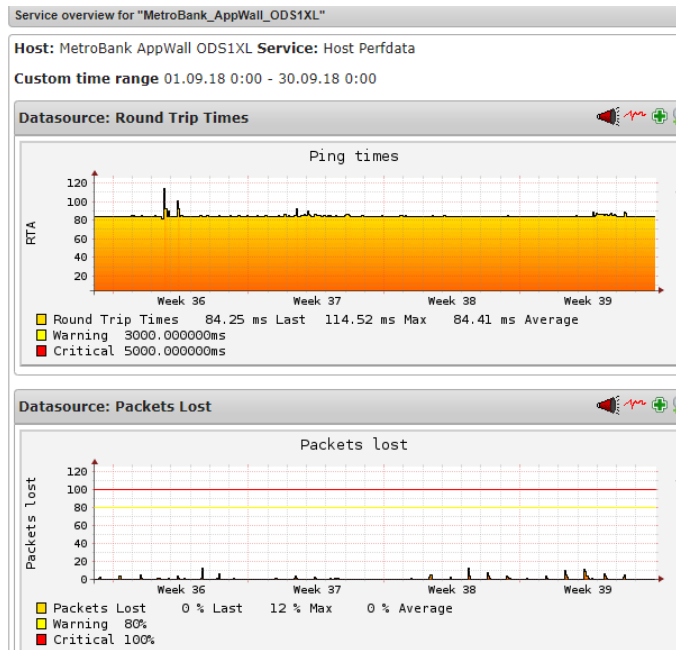 Service overview for "MetroBank_AppWall_ODS1XL"
Host: MetroBank AppWall ODS1XL Service: Host Perfdata
Custom time range 01.09.18 0:00 - 30.09.18 0:00
Datasource: Round Trip Times
Ping times
RTA
120
100
80
60
40
20
Week 36 Week 37 Week 38 Week 39
Round Trip Times 84.25 ms Last 114.52 ms Max 84.41 ms Average
Warning 3000.000000ms
Critical 5000.000000ms
Datasource: Packets Lost
Packets lost
Packets lost
120
100
80
60
40
20
0
Week 36 Week 37 Week 38 Week 39
Packets Lost 0 % Last 12 % Max 0 % Average
Warning 80%
Critical 100%